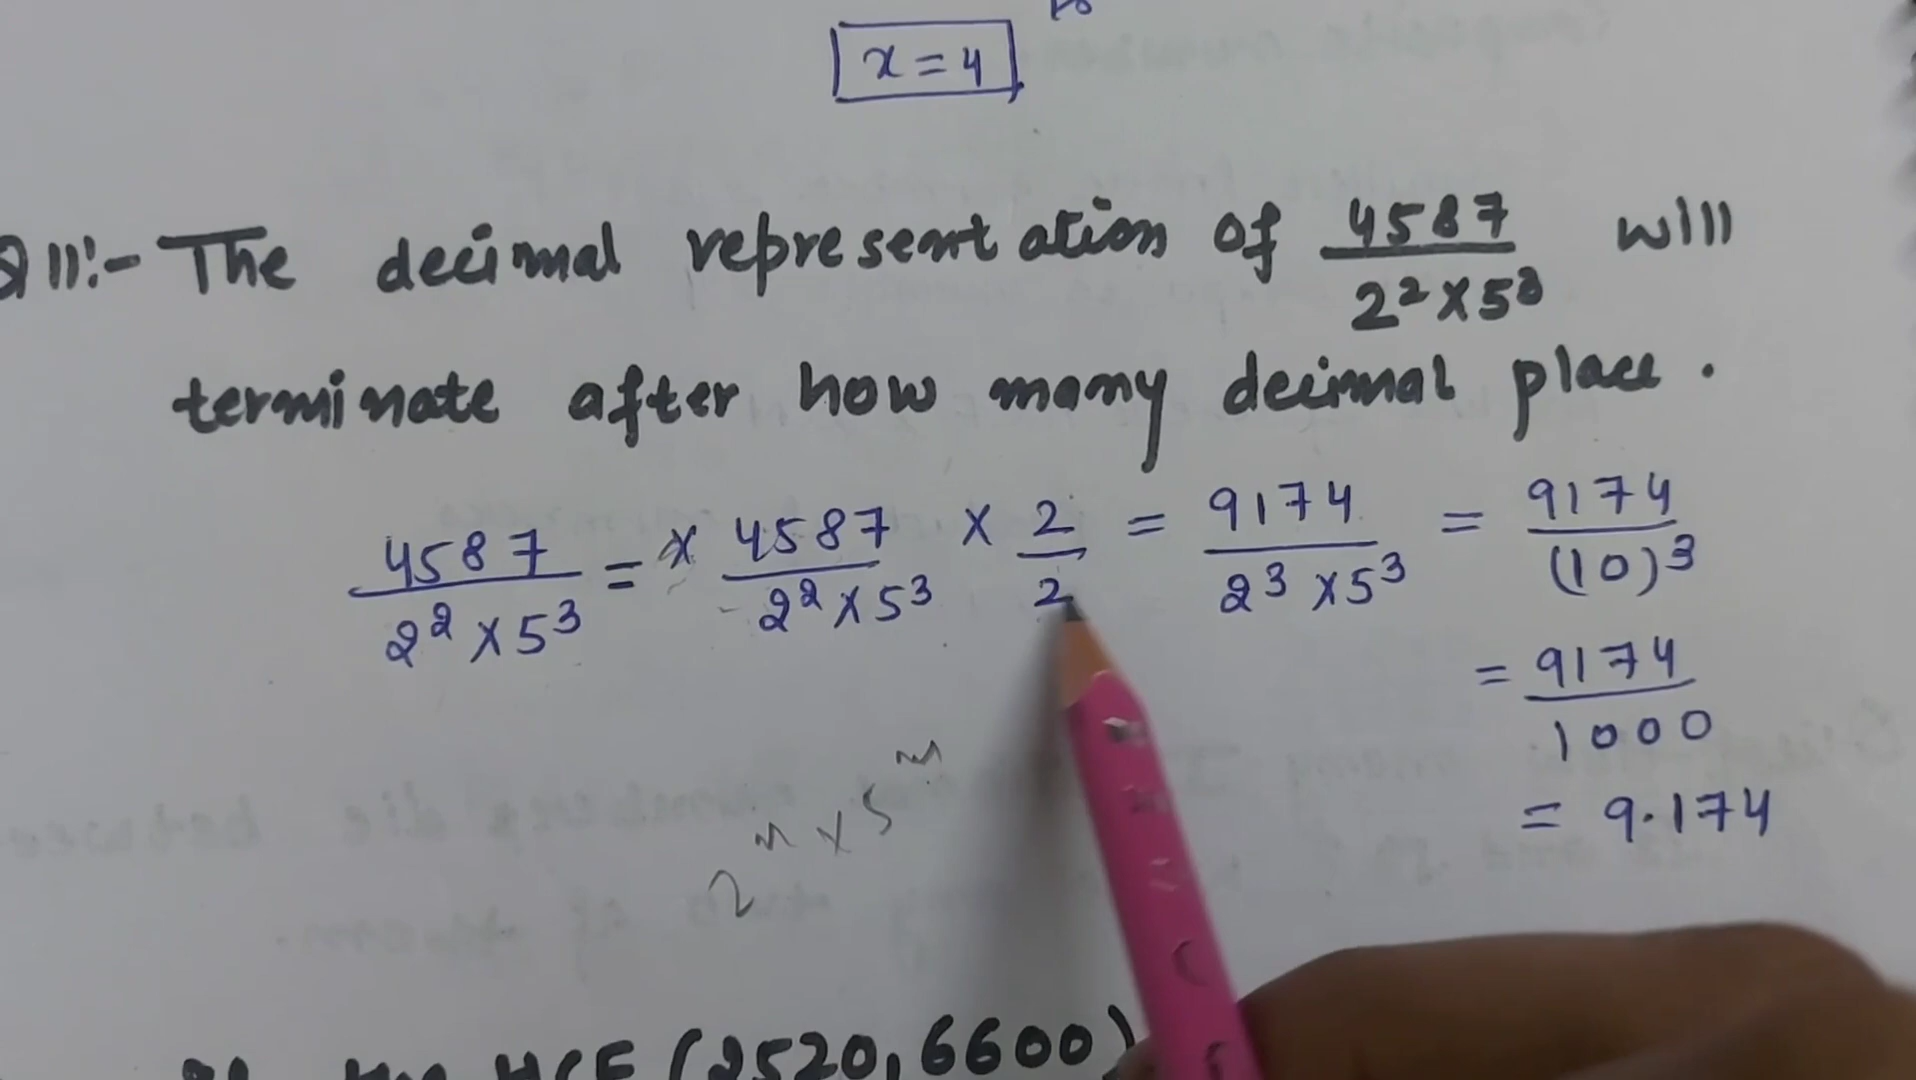 x = 4
Q11:- The decimal representation of 4587/2²×5³ will
terminate after how many decimal place.
4587/2²×5³ = × 4587/2²×5³ × 2/2 = 9174/2³×5³ = 9174/(10)³
= 9174/1000
2ⁿ×5ᵐ
= 9.174
HCF (2520, 6600)